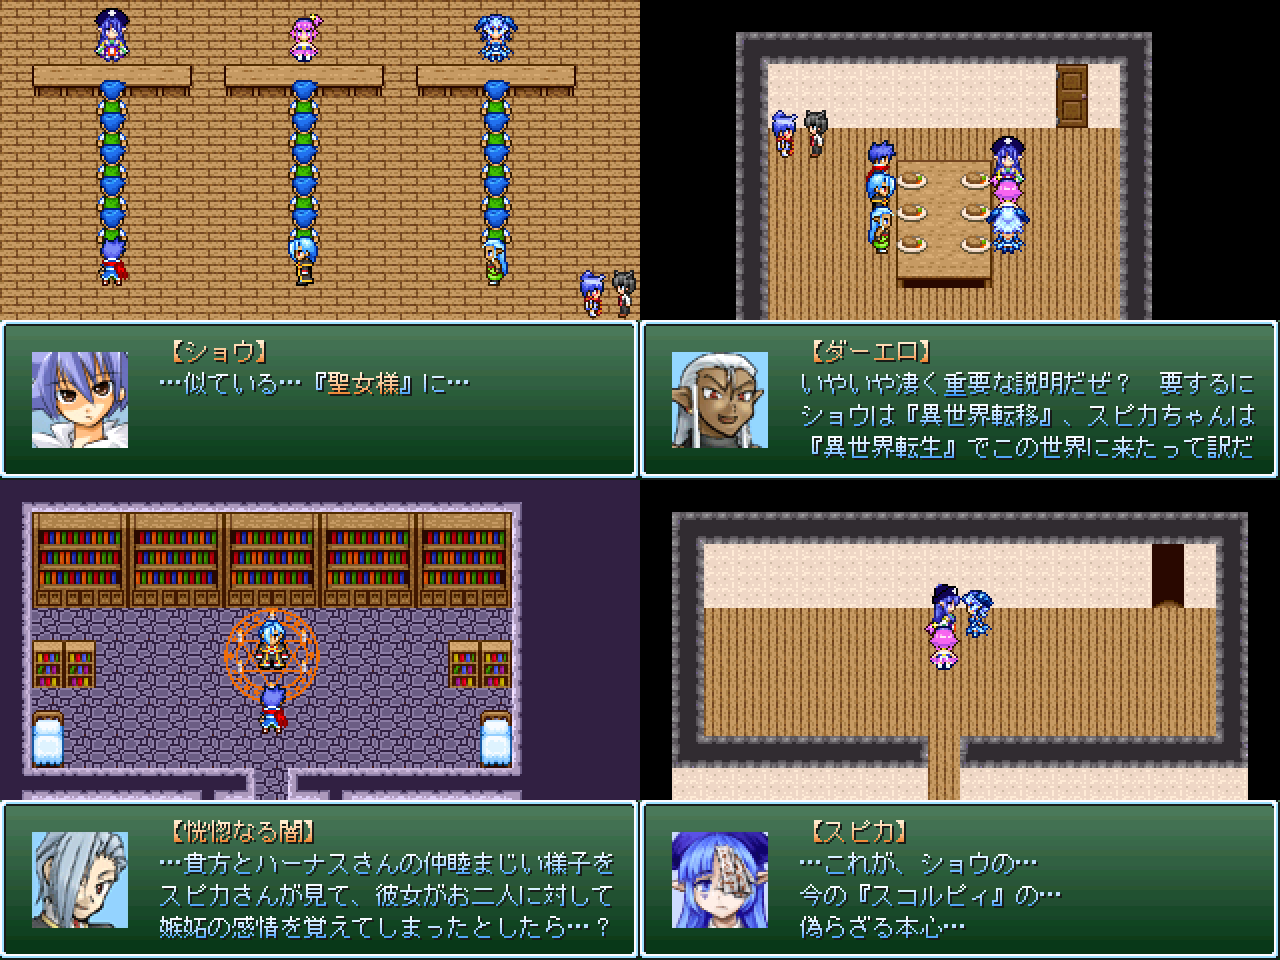 【ショウ】
…似ている…『聖女様』に…
【ダーエロ】
いやいや凄く重要な説明だぜ？　要するに
ショウは『異世界転移』、スピカちゃんは
『異世界転生』でこの世界に来たって訳だ
【恍惚なる闇】
…貴方とハーナスさんの仲睦まじい様子を
スピカさんが見て、彼女がお二人に対して
嫉妬の感情を覚えてしまったとしたら…？
【スピカ】
…これが、ショウの…
今の『スコルピィ』の…
偽らざる本心…